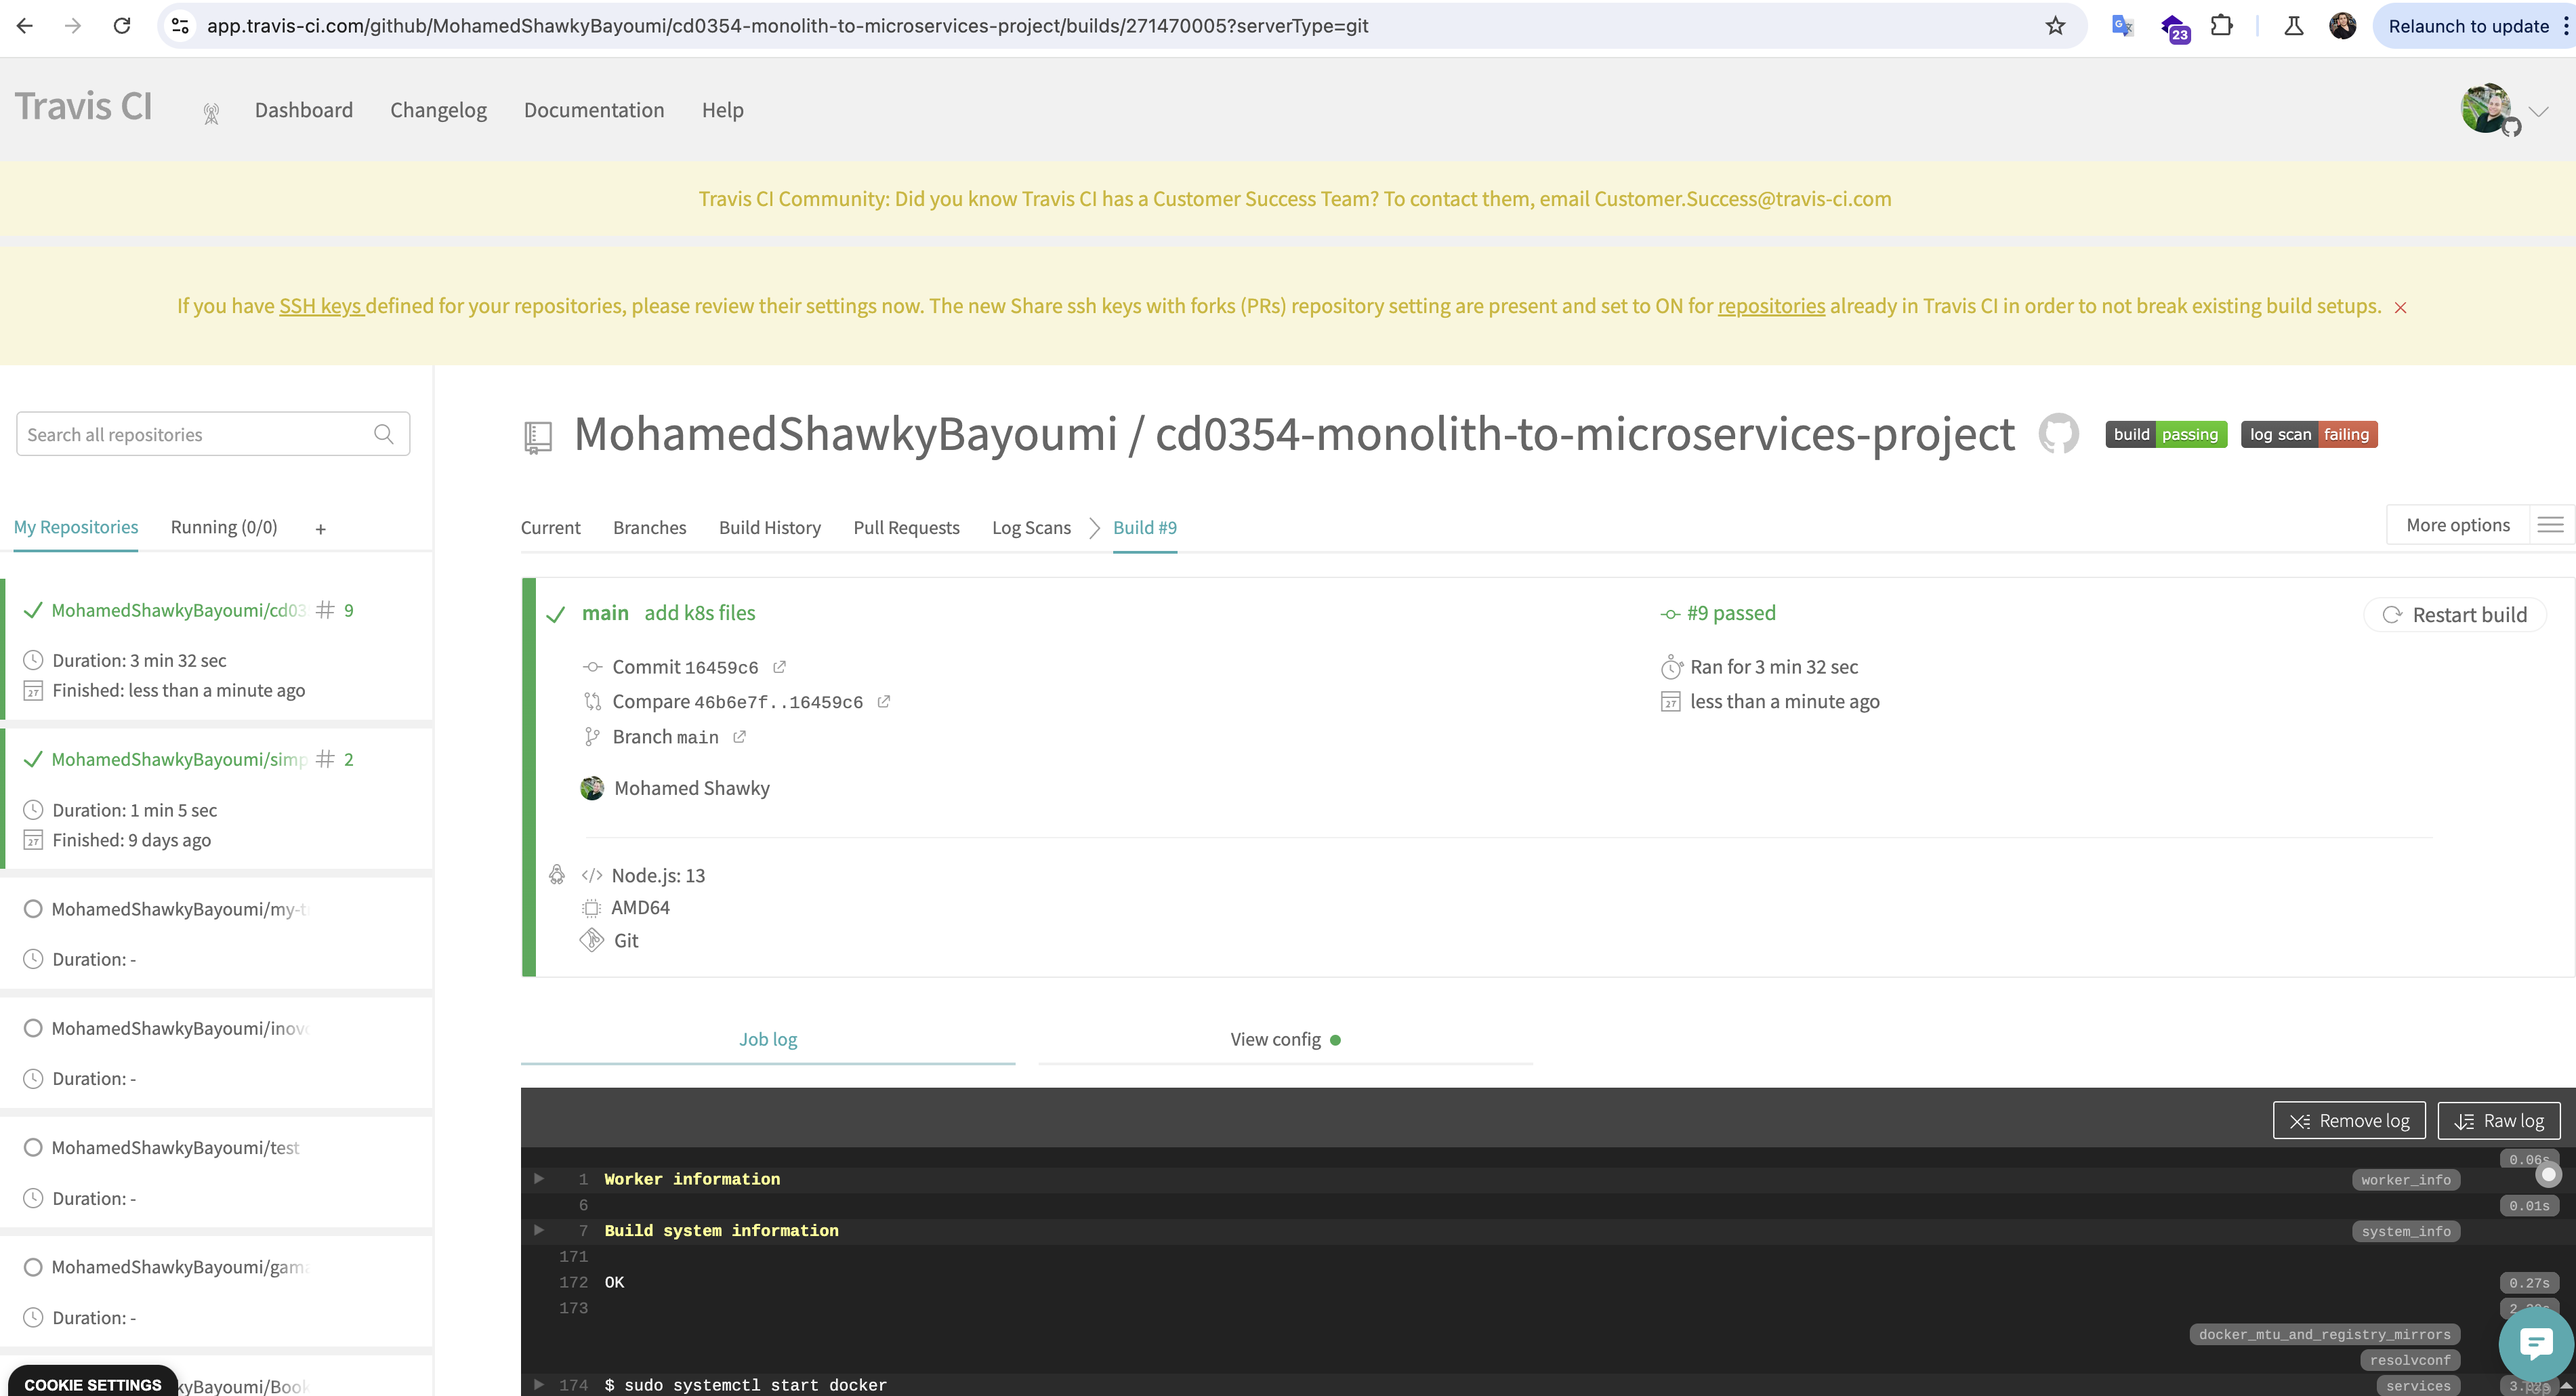 app.travis-ci.com/github/MohamedShawkyBayoumi/cd0354-monolith-to-microservices-project/builds/271470005?serverType=git
23
Relaunch to update
Travis CI
Dashboard
Changelog
Documentation
Help
Travis CI Community: Did you know Travis CI has a Customer Success Team? To contact them, email Customer.Success@travis-ci.com
If you have SSH keys defined for your repositories, please review their settings now. The new Share ssh keys with forks (PRs) repository setting are present and set to ON for repositories already in Travis CI in order to not break existing build setups.
Search all repositories
My Repositories
Running (0/0)
+
MohamedShawkyBayoumi/cd03 # 9
Duration: 3 min 32 sec
Finished: less than a minute ago
MohamedShawkyBayoumi/simp # 2
Duration: 1 min 5 sec
Finished: 9 days ago
MohamedShawkyBayoumi/my-t
Duration: -
MohamedShawkyBayoumi/inov
Duration: -
MohamedShawkyBayoumi/test
Duration: -
MohamedShawkyBayoumi/gam
Duration: -
kyBayoumi/Book
COOKIE SETTINGS
MohamedShawkyBayoumi / cd0354-monolith-to-microservices-project
build passing
log scan failing
Current
Branches
Build History
Pull Requests
Log Scans
Build #9
More options
main add k8s files
Commit 16459c6
Compare 46b6e7f..16459c6
Branch main
Mohamed Shawky
#9 passed
Ran for 3 min 32 sec
less than a minute ago
Restart build
Node.js: 13
AMD64
Git
Job log
View config
Remove log
Raw log
0.06s
1 Worker information worker_info
6 0.01s
7 Build system information system_info
171
172 OK 0.27s
173
docker_mtu_and_registry_mirrors
resolvconf
174 $ sudo systemctl start docker services